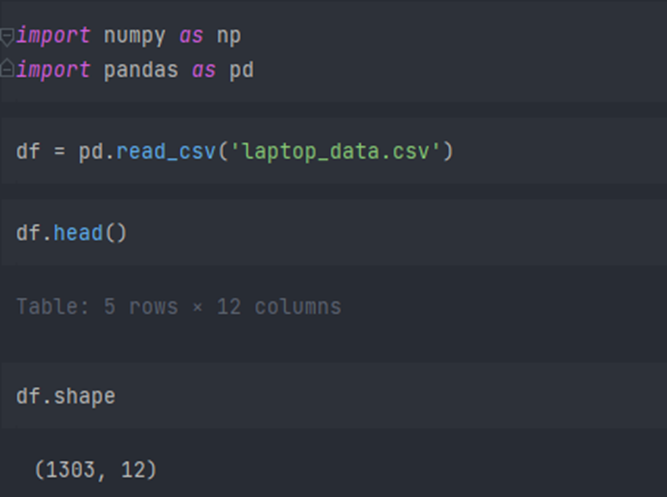 import numpy as np
import pandas as pd
df = pd.read_csv('laptop_data.csv')
df.head()
Table: 5 rows × 12 columns
df.shape
(1303, 12)